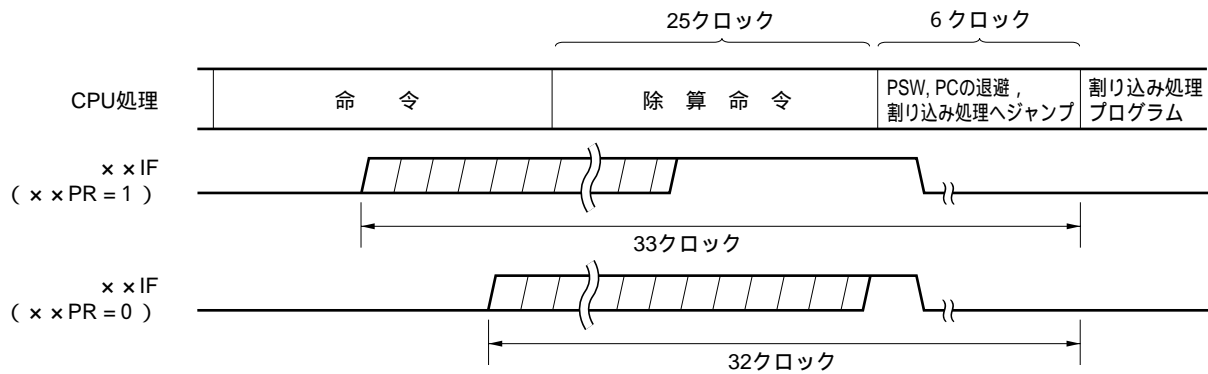 25クロック
6 クロック
CPU処理
命 令
除 算 命 令
PSW, PCの退避，
割り込み処理へジャンプ
割り込み処理
プログラム
××IF
（××PR＝1）
33クロック
××IF
（××PR＝0）
32クロック